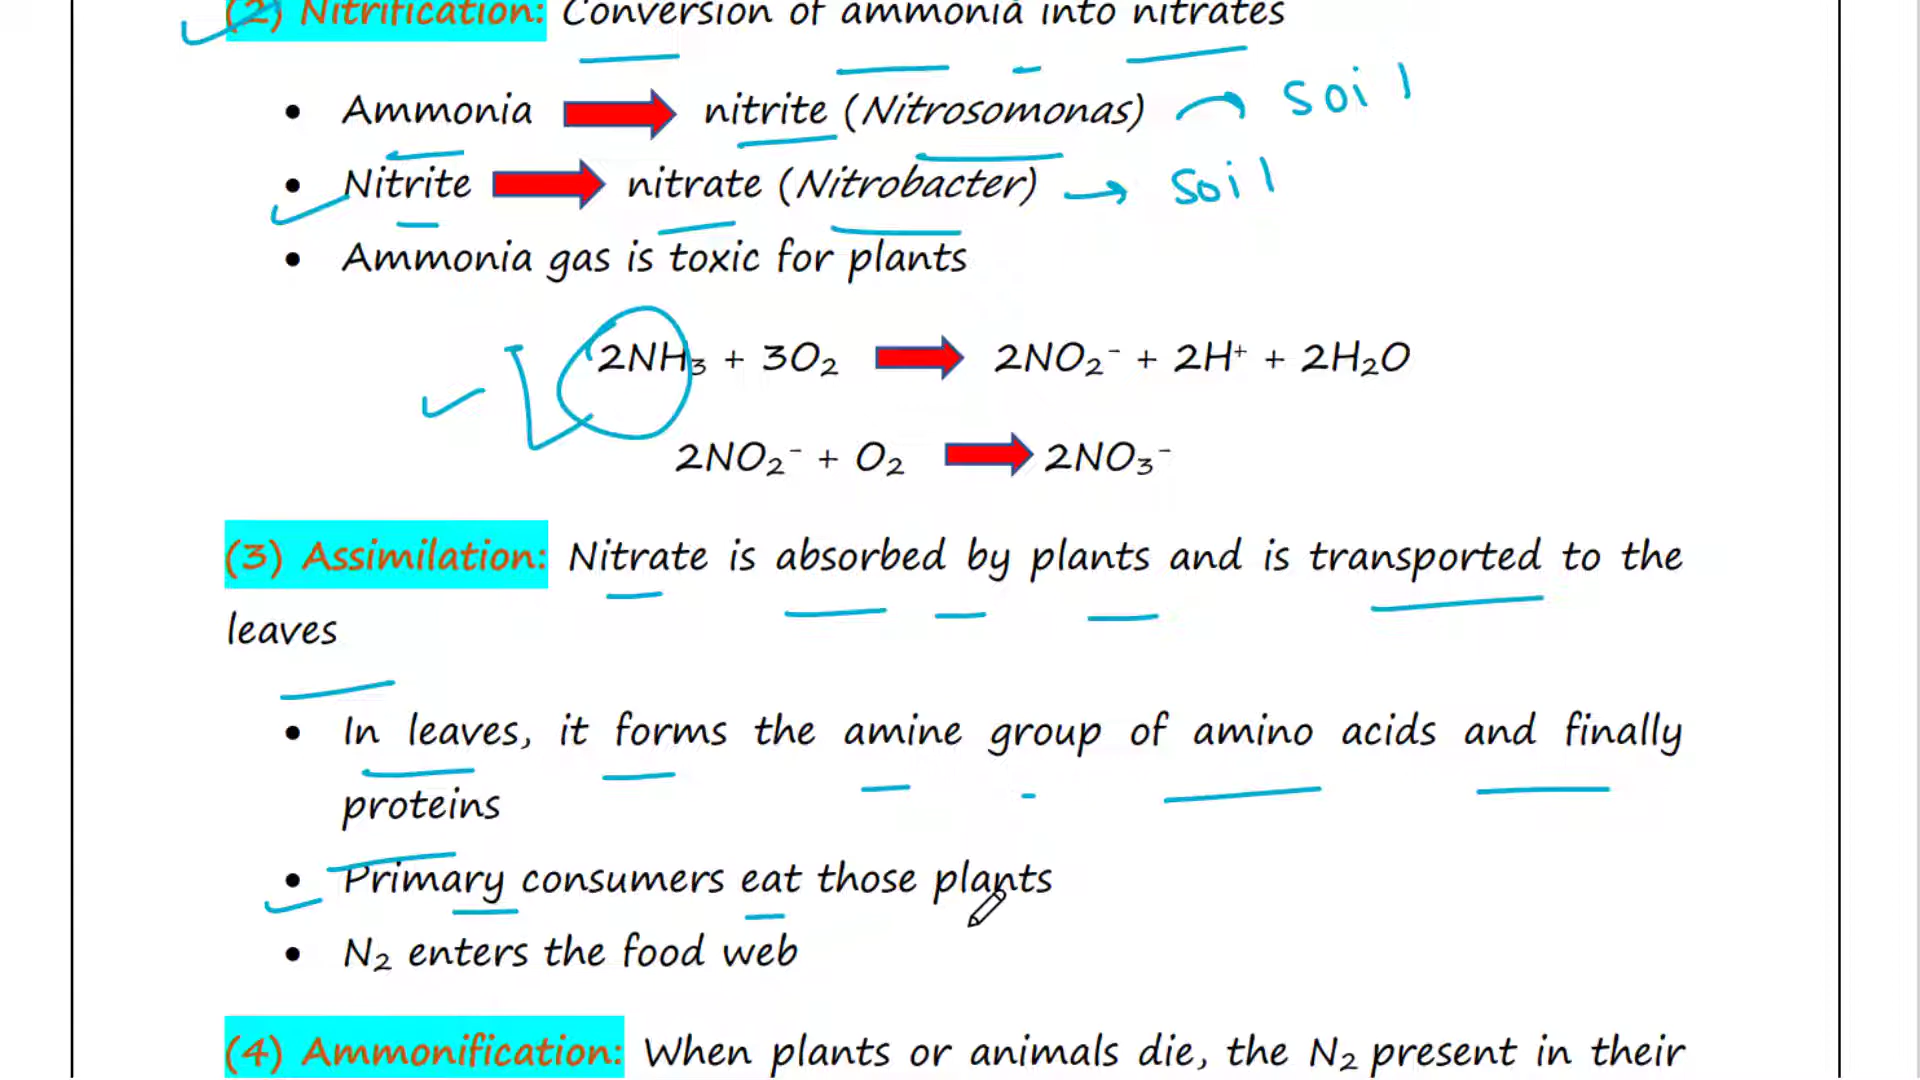 (2) Nitrification: Conversion of ammonia into nitrates
• Ammonia → nitrite (Nitrosomonas) → soil
• Nitrite → nitrate (Nitrobacter) → soil
• Ammonia gas is toxic for plants
2NH₃ + 3O₂ → 2NO₂⁻ + 2H⁺ + 2H₂O
2NO₂⁻ + O₂ → 2NO₃⁻
(3) Assimilation: Nitrate is absorbed by plants and is transported to the
leaves
• In leaves, it forms the amine group of amino acids and finally
proteins
• Primary consumers eat those plants
• N₂ enters the food web
(4) Ammonification: When plants or animals die, the N₂ present in their